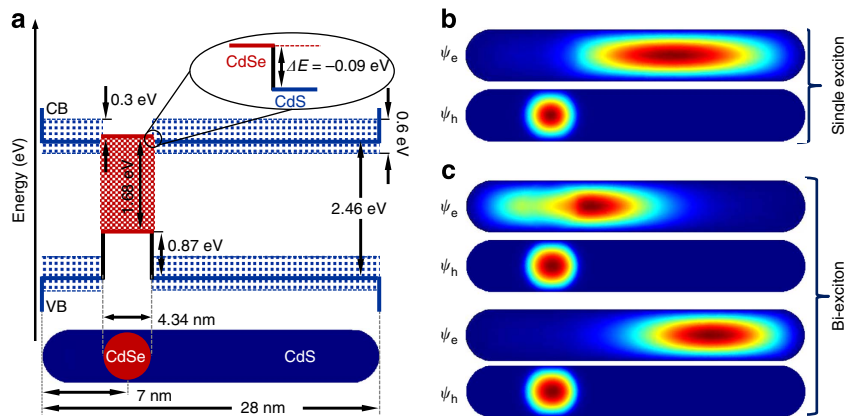 a
Energy (eV)
CB
0.3 eV
CdSe
ΔE = –0.09 eV
CdS
0.6 eV
1.68 eV
2.46 eV
0.87 eV
VB
4.34 nm
CdSe
CdS
7 nm
28 nm
b
ψe
ψh
Single exciton
c
ψe
ψh
ψe
ψh
Bi-exciton